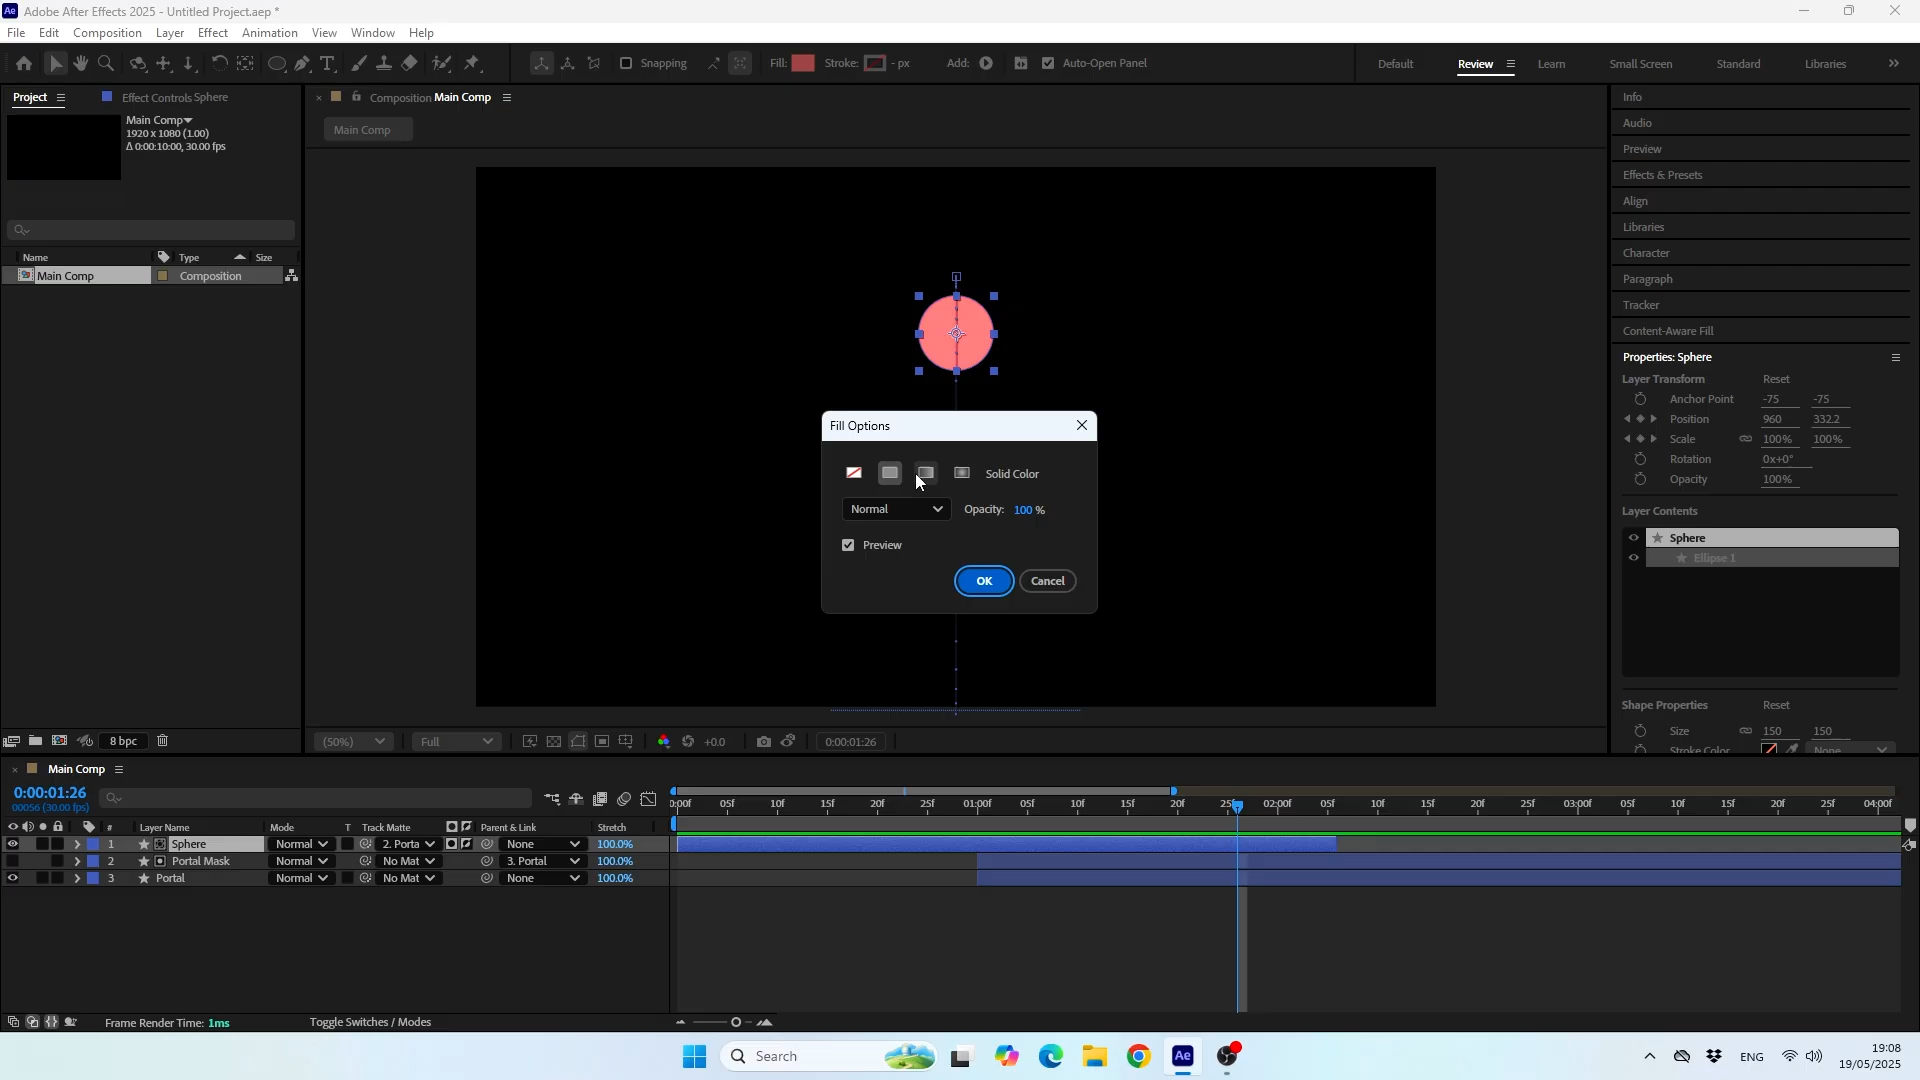 Adobe After Effects 2025 - Untitled Project.aep *
File Edit Composition Layer Effect Animation View Window Help
Snapping Fill: Stroke: - px Add: Auto-Open Panel Default Review Learn Small Screen Standard Libraries
Project Effect Controls Sphere
Composition Main Comp
Main Comp
1920 x 1080 (1.00)
Δ 0:00:10:00, 30.00 fps
Main Comp
Name Type Size
Main Comp Composition
8 bpc
Fill Options
Solid Color
Normal Opacity: 100 %
Preview
OK Cancel
(50%) Full +0.0 0:00:01:26
Info
Audio
Preview
Effects & Presets
Align
Libraries
Character
Paragraph
Tracker
Content-Aware Fill
Properties: Sphere
Layer Transform Reset
Anchor Point -75 -75
Position 960 332.2
Scale 100% 100%
Rotation 0x+0°
Opacity 100%
Layer Contents
Sphere
Ellipse 1
Shape Properties Reset
Size 150 150
Stroke Color None
Main Comp
0:00:01:26
00056 (30.00 fps)
0:00f 05f 10f 15f 20f 25f 01:00f 05f 10f 15f 20f 25f 02:00f 05f 10f 15f 20f 25f 03:00f 05f 10f 15f 20f 25f 04:00f
# Layer Name Mode T Track Matte Parent & Link Stretch
1 Sphere Normal 2. Porta None 100.0%
2 Portal Mask Normal No Mat 3. Portal 100.0%
3 Portal Normal No Mat None 100.0%
Frame Render Time: 1ms Toggle Switches / Modes
Search
Ae
ENG
19:08
19/05/2025